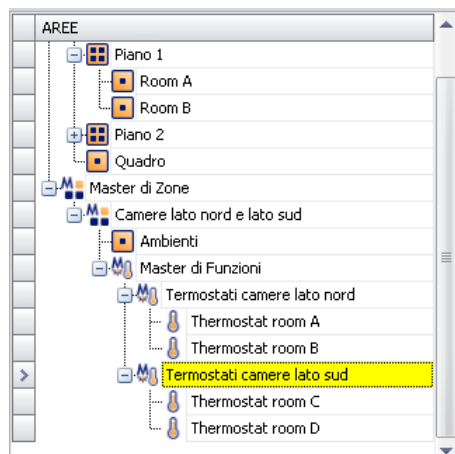 AREE
Piano 1
Room A
Room B
Piano 2
Quadro
Master di Zone
Camere lato nord e lato sud
Ambienti
Master di Funzioni
Termostati camere lato nord
Thermostat room A
Thermostat room B
Termostati camere lato sud
Thermostat room C
Thermostat room D